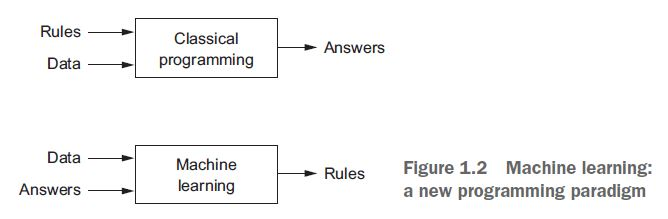 Rules
Data
Classical
programming
Answers
Data
Answers
Machine
learning
Rules
Figure 1.2 Machine learning:
a new programming paradigm